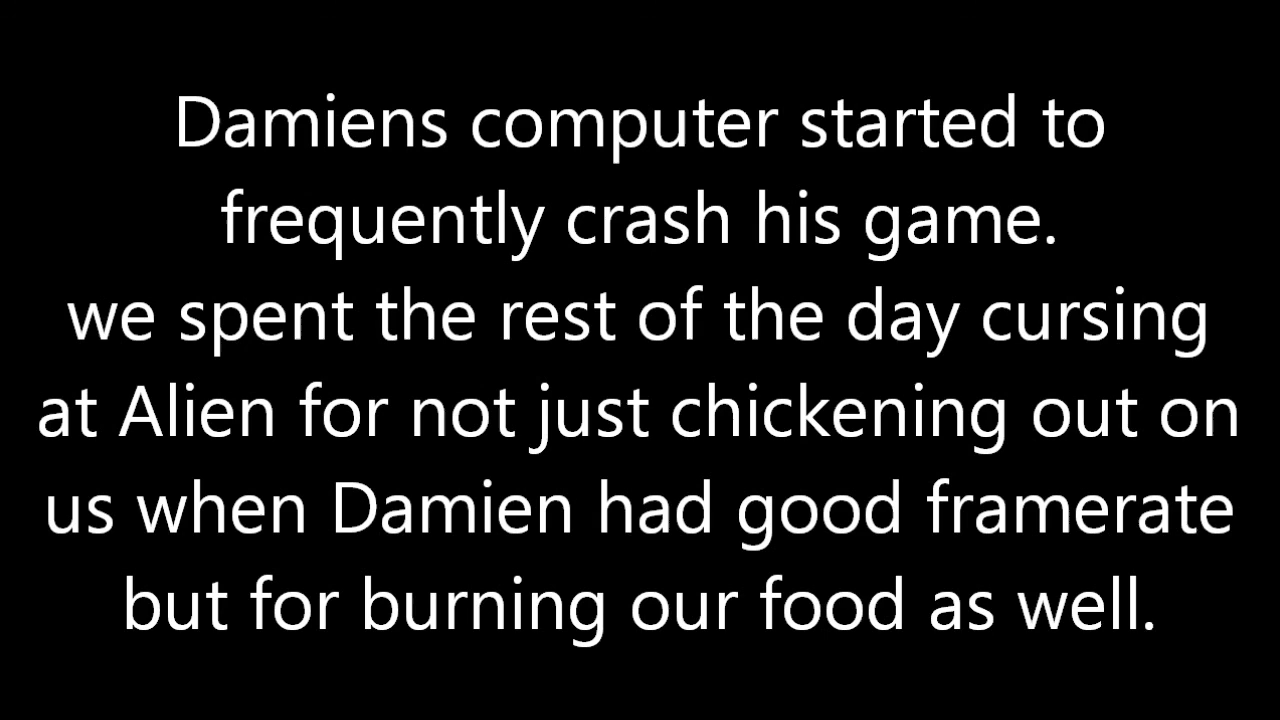 Damiens computer started to
frequently crash his game.
we spent the rest of the day cursing
at Alien for not just chickening out on
us when Damien had good framerate
but for burning our food as well.